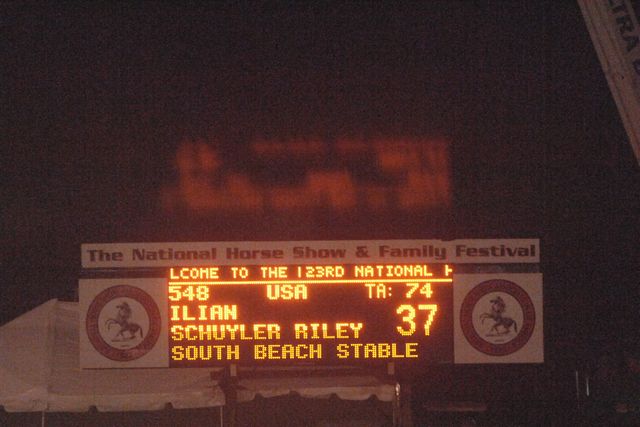 The National Horse Show & Family Festival
LCOME TO THE 123RD NATIONAL H
548 USA TA: 74
ILIAN 37
SCHUYLER RILEY
SOUTH BEACH STABLE